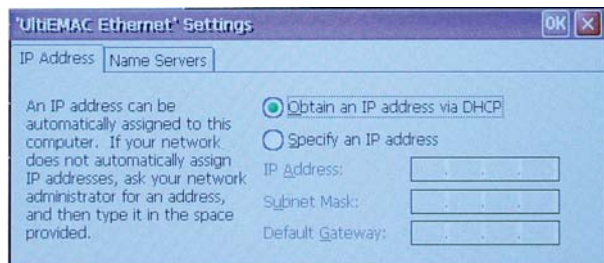 'UltiEMAC Ethernet' Settings
OK
IP Address
Name Servers
An IP address can be
automatically assigned to this
computer. If your network
does not automatically assign
IP addresses, ask your network
administrator for an address,
and then type it in the space
provided.
Obtain an IP address via DHCP
Specify an IP address
IP Address:
Subnet Mask:
Default Gateway: